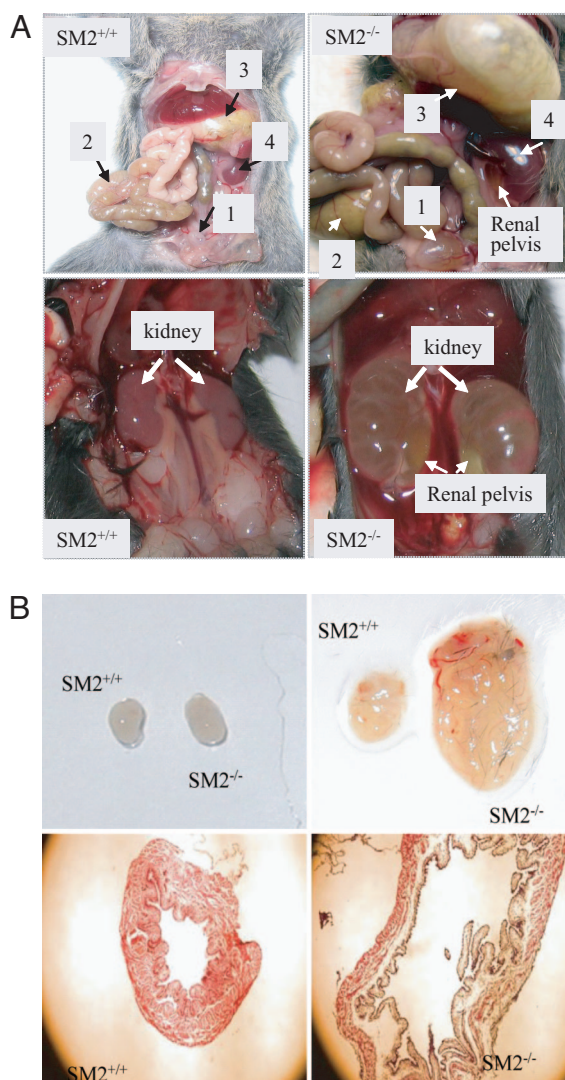 A
SM2+/+
3
2
4
1
SM2-/-
3
4
1
Renal
pelvis
2
kidney
SM2+/+
kidney
Renal pelvis
SM2-/-
B
SM2+/+
SM2-/-
SM2+/+
SM2-/-
SM2+/+
SM2-/-